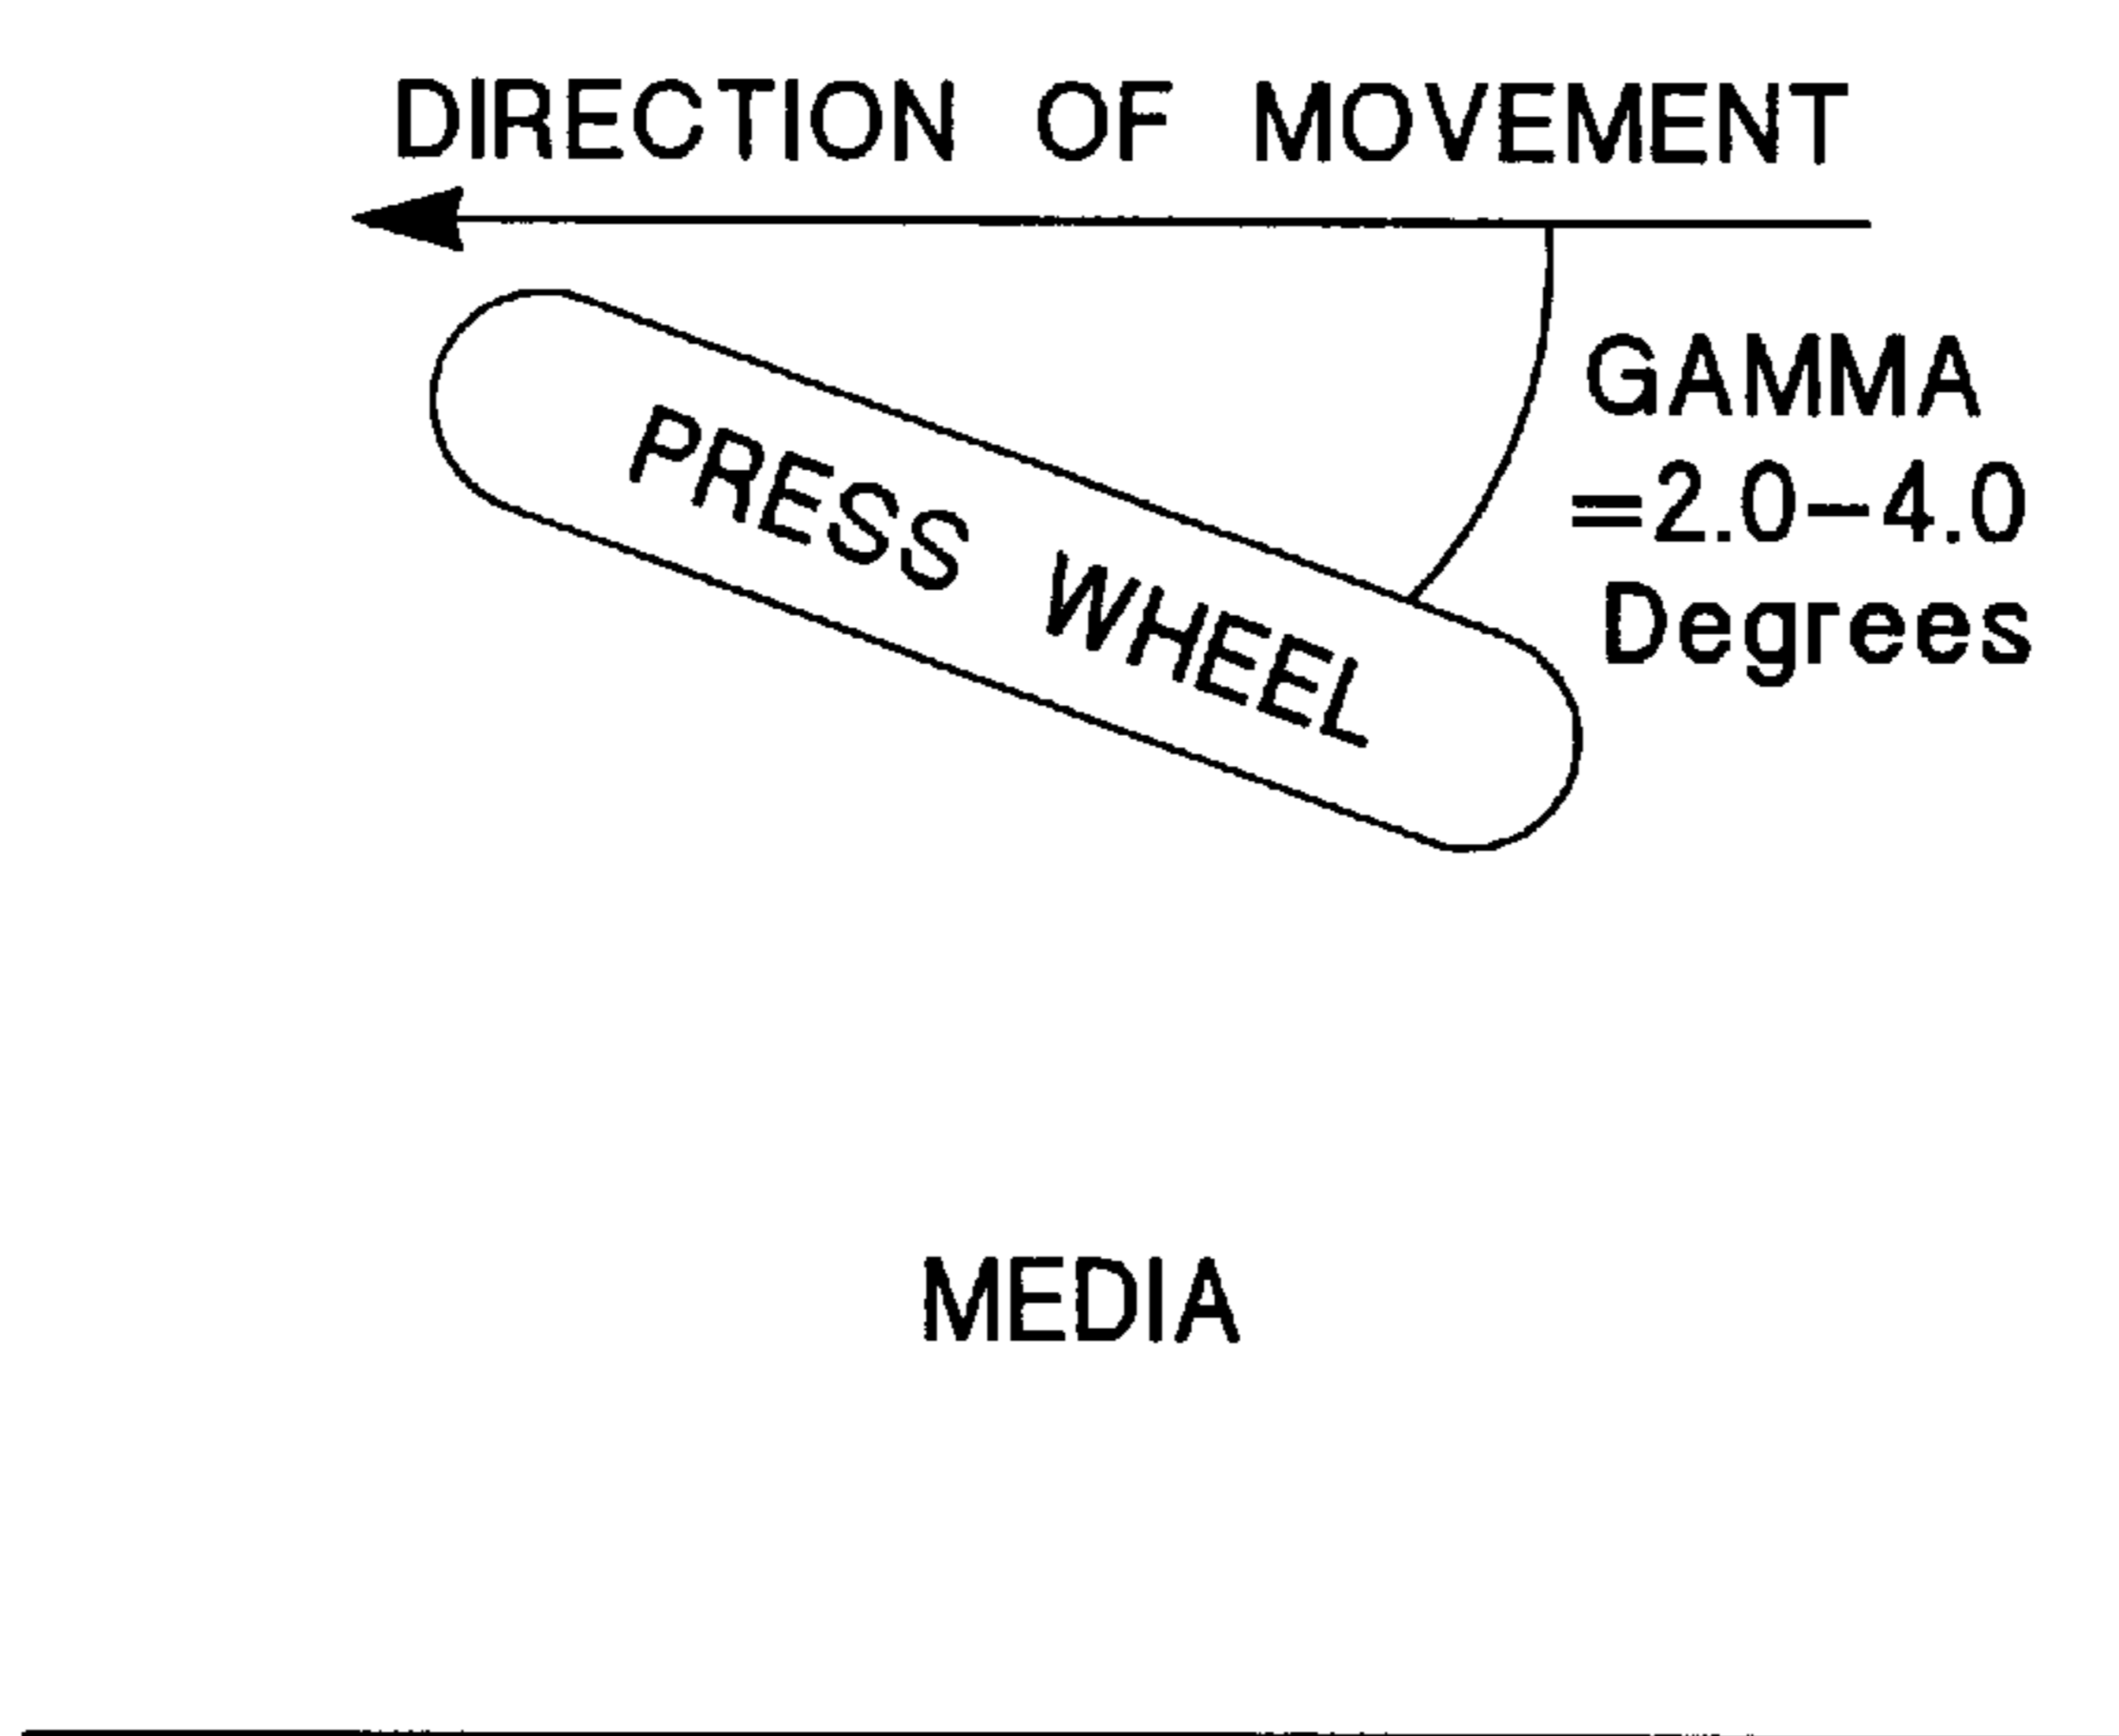 DIRECTION OF MOVEMENT
GAMMA
=2.0-4.0
Degrees
PRESS WHEEL
MEDIA